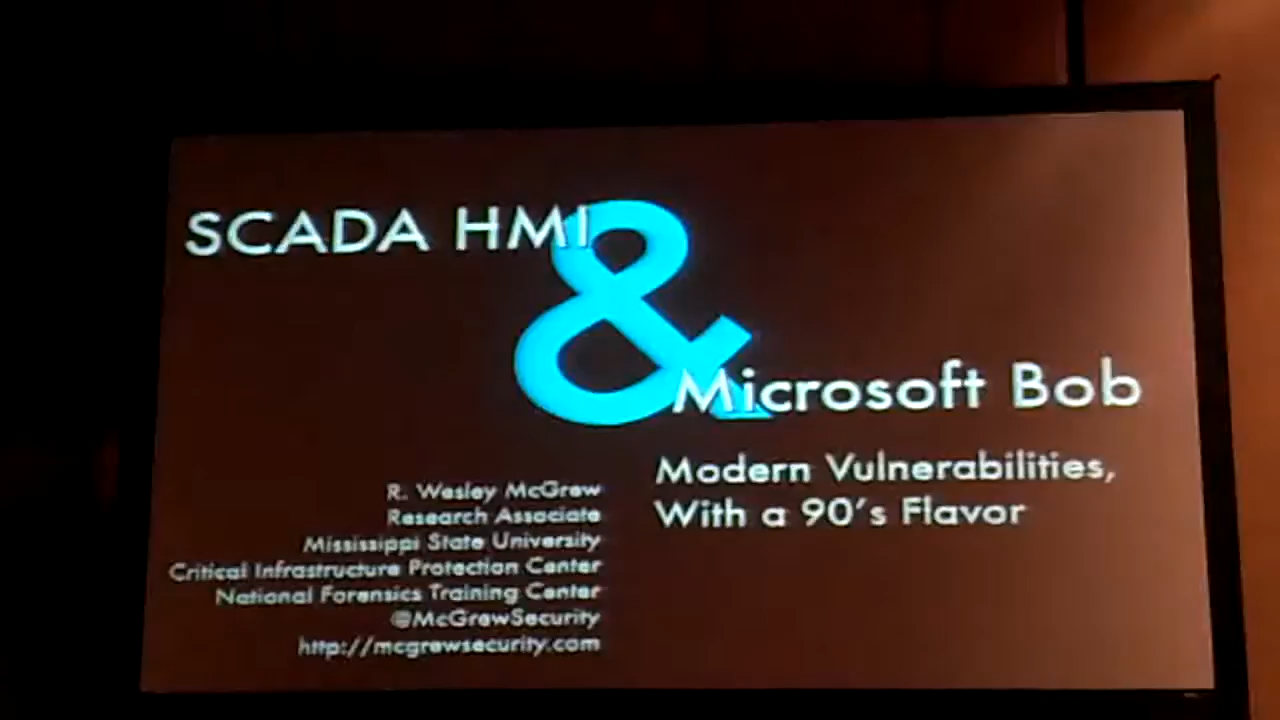 SCADA HMI
&
Microsoft Bob
Modern Vulnerabilities,
With a 90's Flavor
R. Wesley McGrew
Research Associate
Mississippi State University
Critical Infrastructure Protection Center
National Forensics Training Center
@McGrewSecurity
http://mcgrewsecurity.com